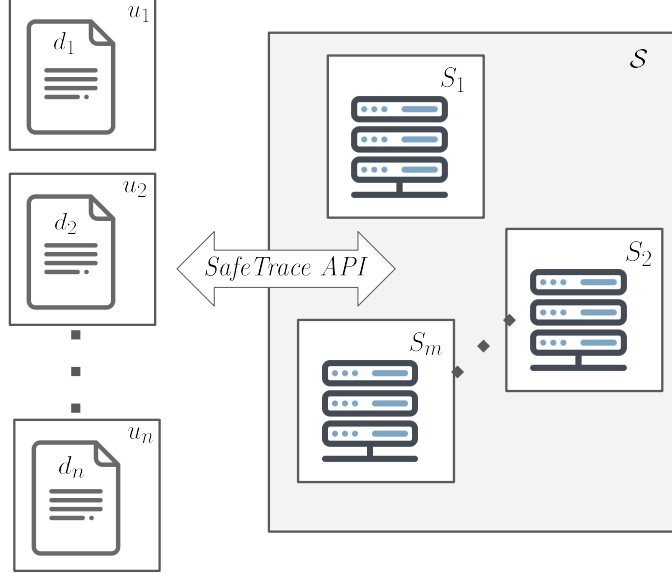 u₁
d₁
u₂
d₂
uₙ
dₙ
SafeTrace API
𝒮
S₁
S₂
Sₘ